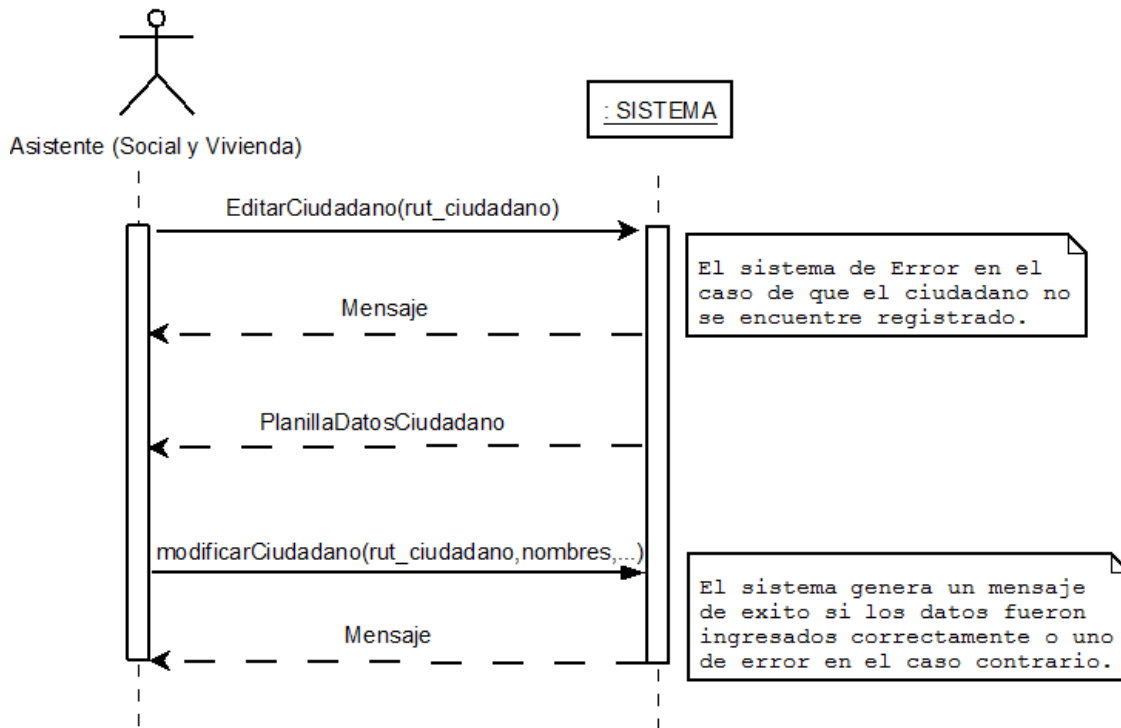 : SISTEMA
Asistente (Social y Vivienda)
EditarCiudadano(rut_ciudadano)
El sistema de Error en el
caso de que el ciudadano no
se encuentre registrado.
Mensaje
PlanillaDatosCiudadano
modificarCiudadano(rut_ciudadano,nombres,...)
El sistema genera un mensaje
de exito si los datos fueron
ingresados correctamente o uno
de error en el caso contrario.
Mensaje